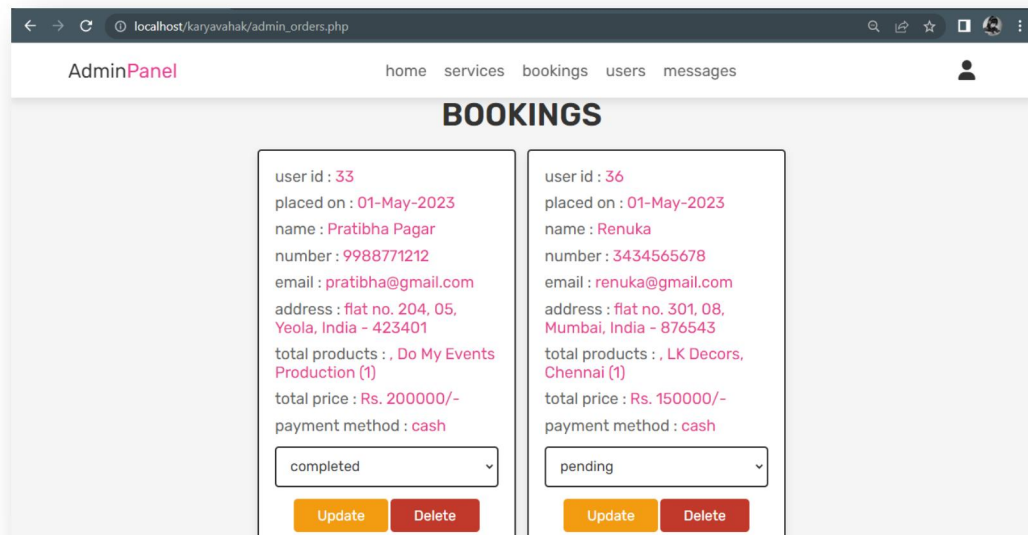 localhost/karyavahak/admin_orders.php
AdminPanel
home services bookings users messages
BOOKINGS
user id : 33
placed on : 01-May-2023
name : Pratibha Pagar
number : 9988771212
email : pratibha@gmail.com
address : flat no. 204, 05,
Yeola, India - 423401
total products : , Do My Events
Production (1)
total price : Rs. 200000/-
payment method : cash
completed
Update Delete
user id : 36
placed on : 01-May-2023
name : Renuka
number : 3434565678
email : renuka@gmail.com
address : flat no. 301, 08,
Mumbai, India - 876543
total products : , LK Decors,
Chennai (1)
total price : Rs. 150000/-
payment method : cash
pending
Update Delete